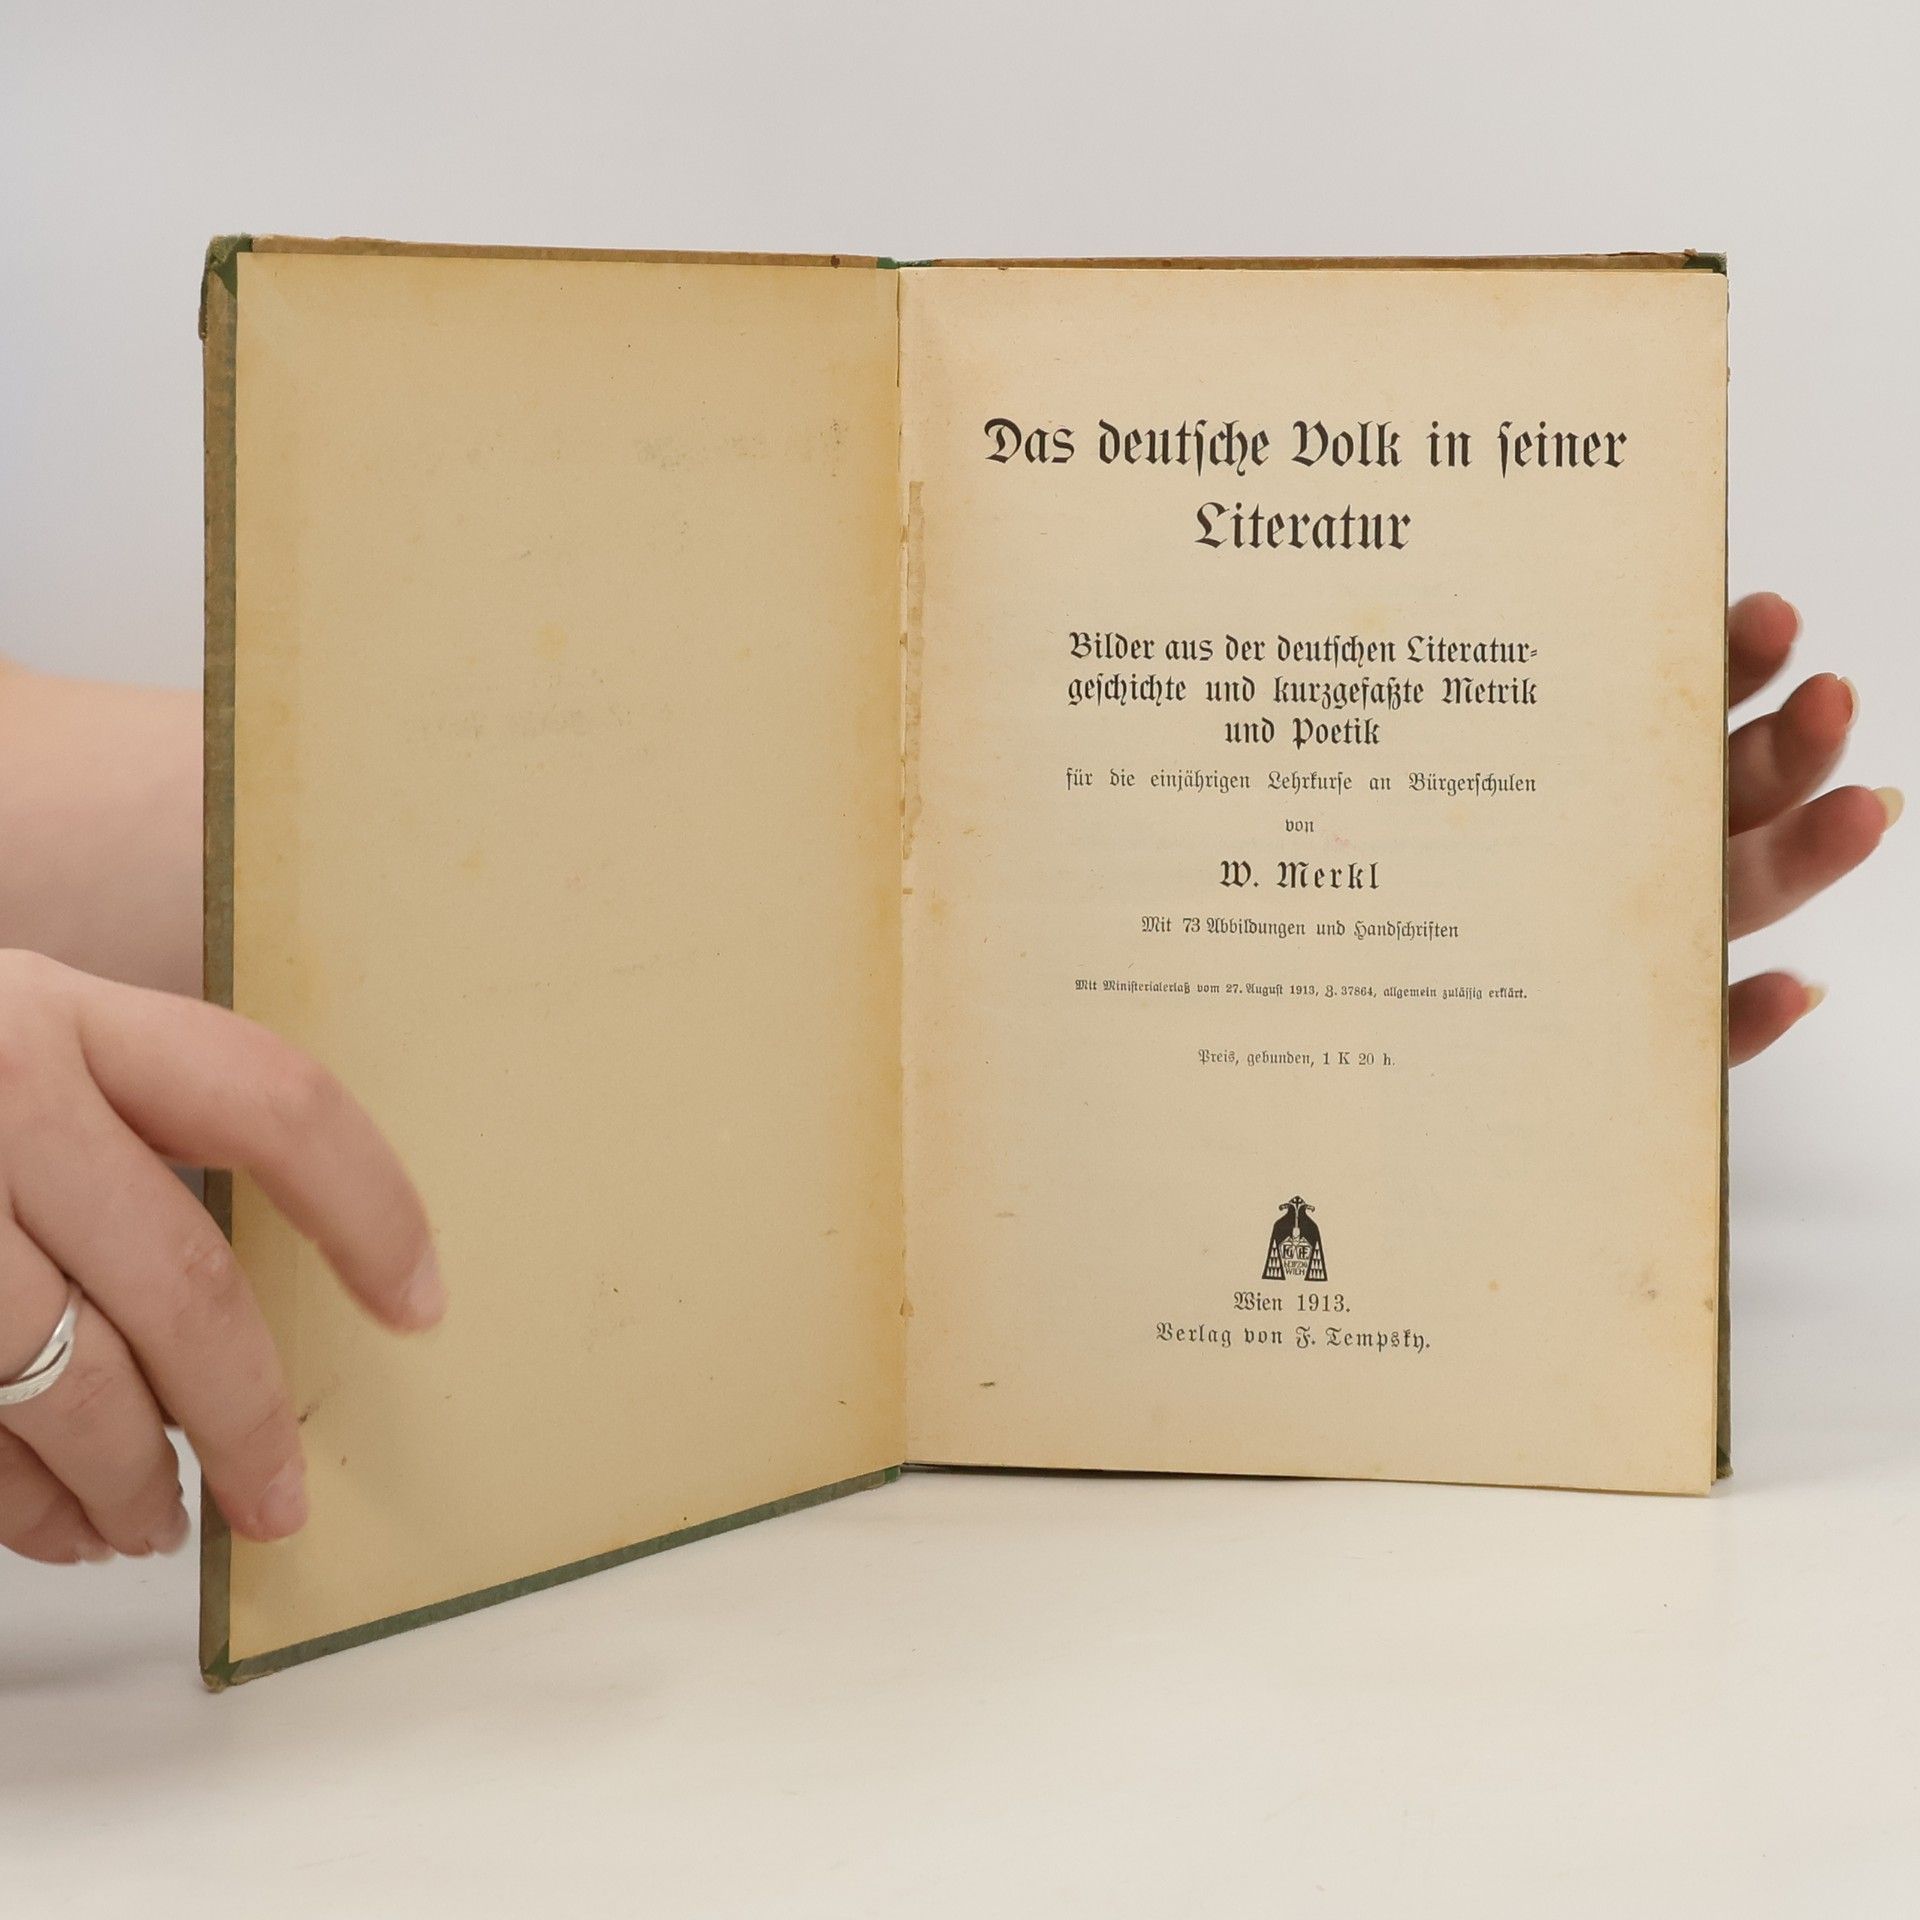 Das deutſche Volk in ſeiner
Literatur
Bilder aus der deutſchen Literatur-
geſchichte und kurzgefaßte Metrik
und Poetik
für die einjährigen Lehrkurſe an Bürgerſchulen
von
W. Merkl
Mit 73 Abbildungen und Handſchriften
Mit Miniſterialerlaß vom 27. Auguſt 1913, Z. 37864, allgemein zuläſſig erklärt.
Preis, gebunden, 1 K 20 h.
LEIPZIG
WIEN
Wien 1913.
Verlag von F. Tempsky.